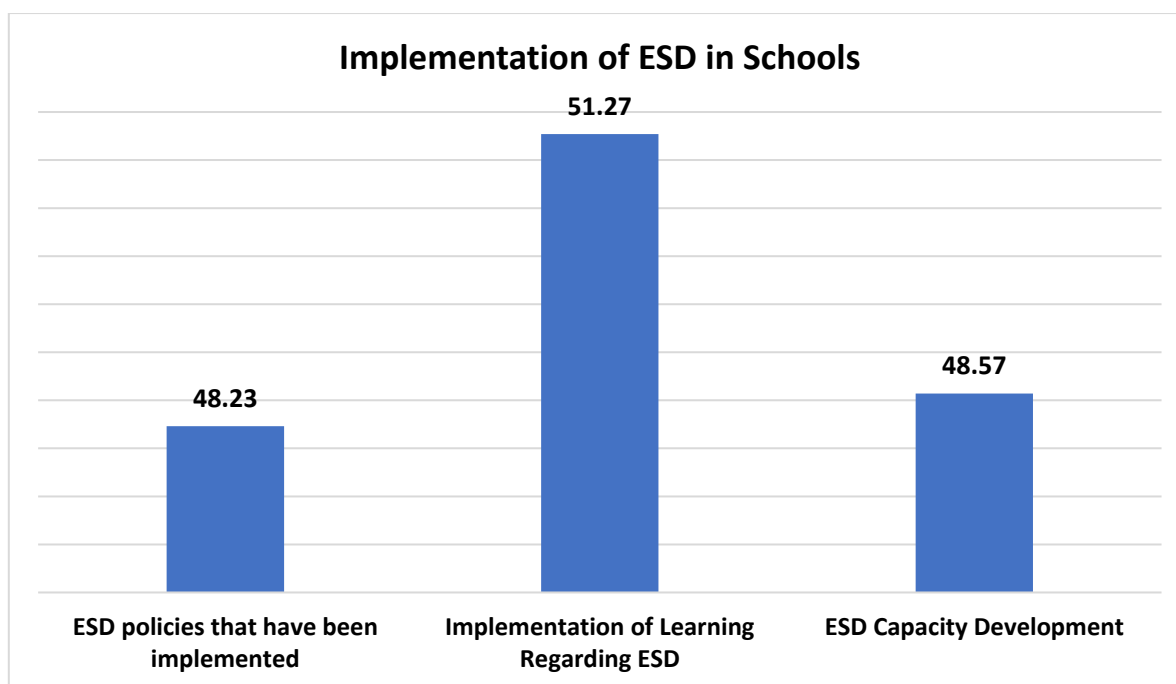 Implementation of ESD in Schools
51.27
48.57
48.23
ESD policies that have been
implemented
Implementation of Learning
Regarding ESD
ESD Capacity Development